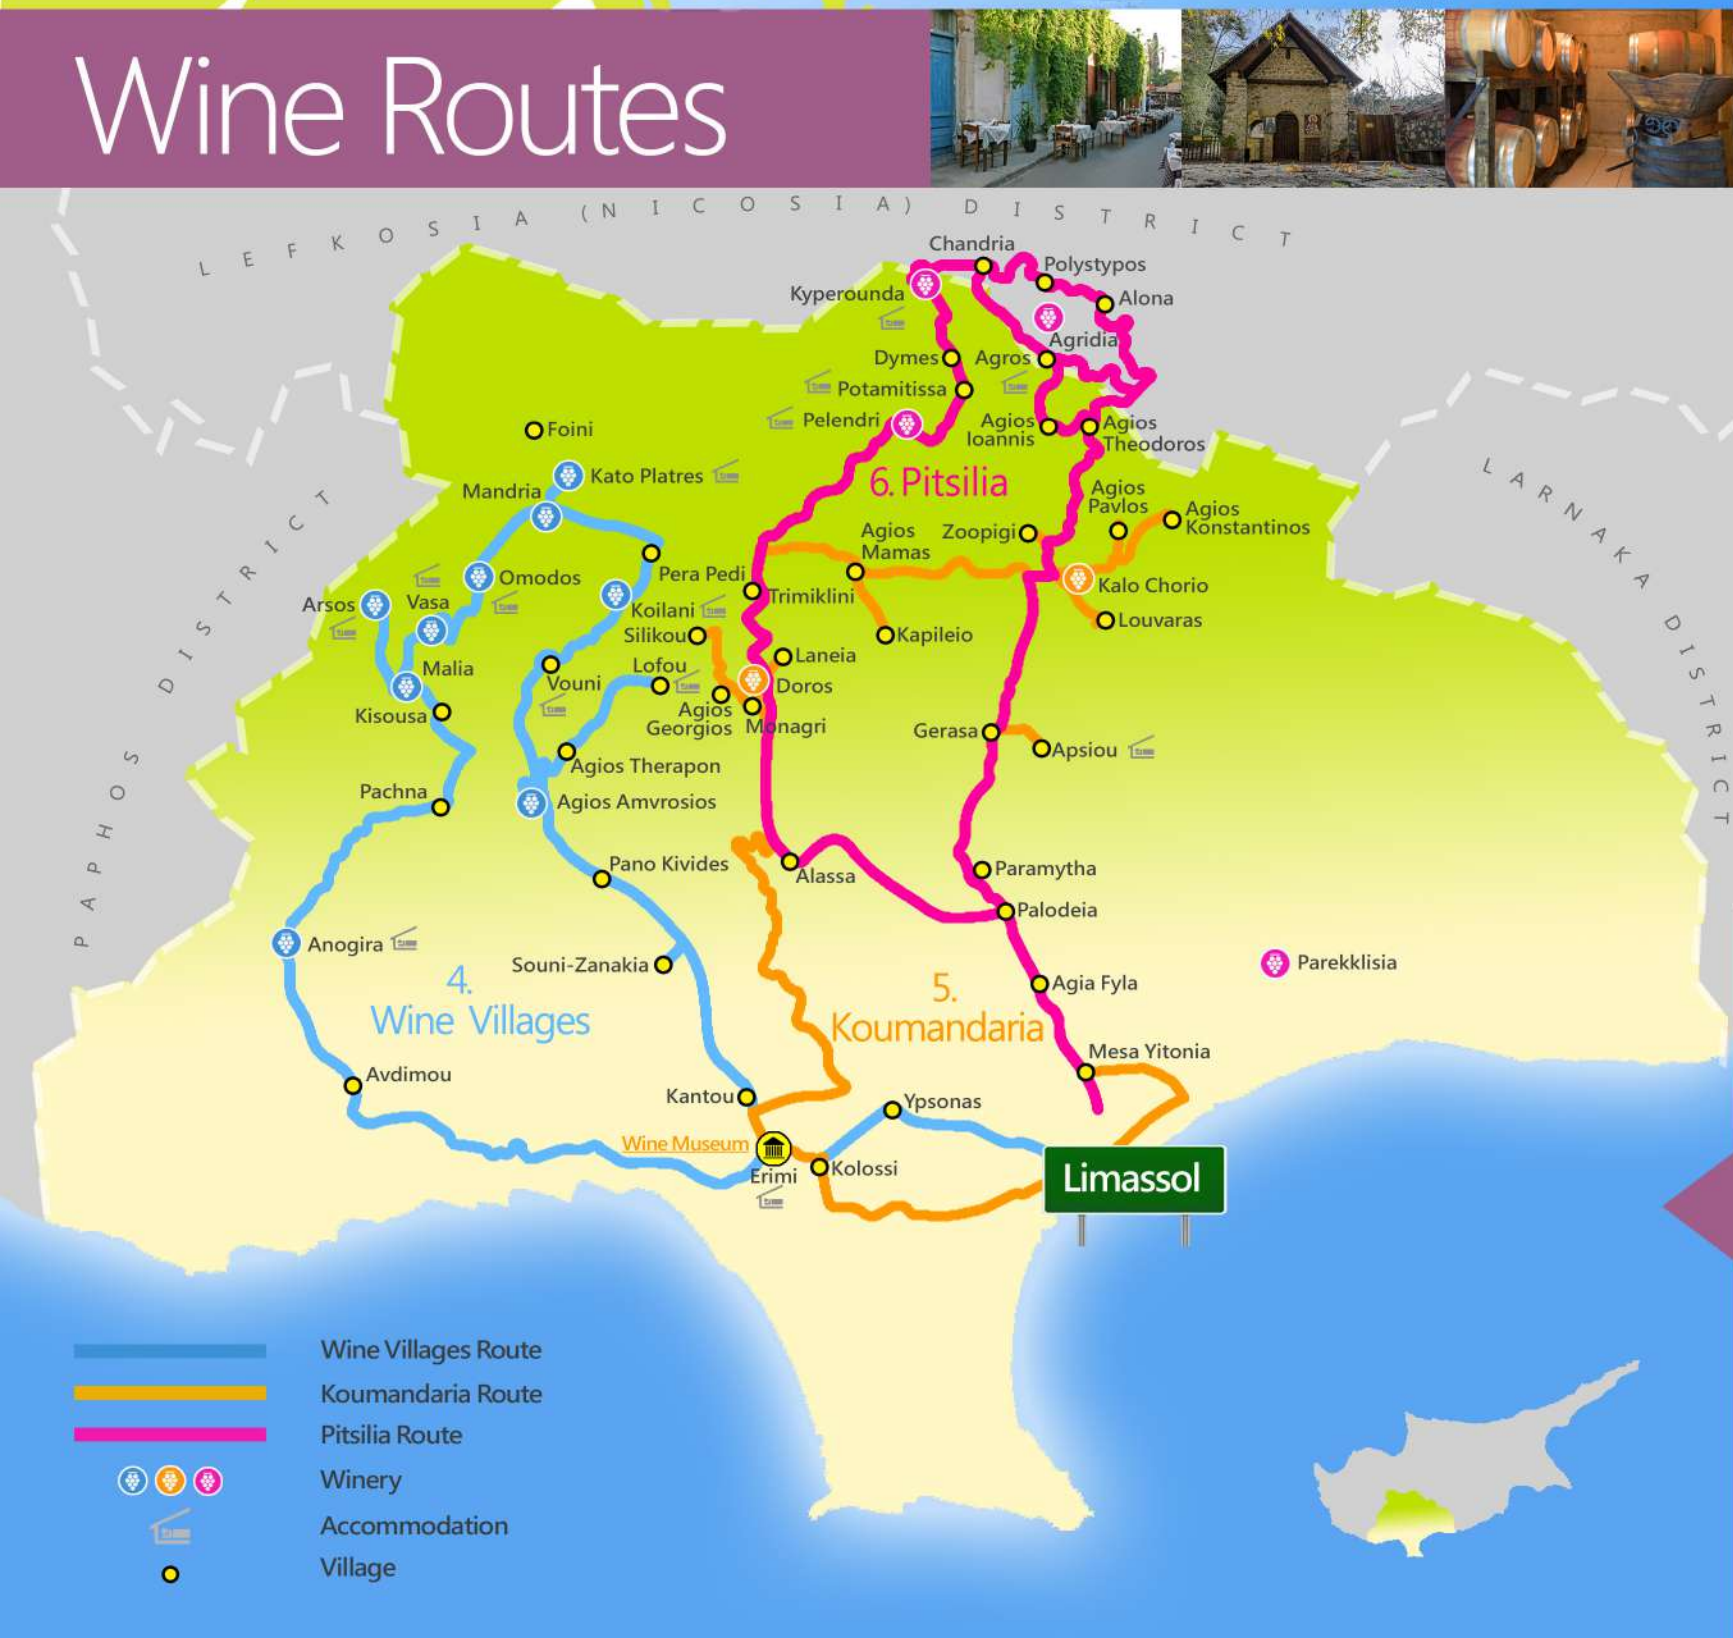 Wine Routes
LEFKOSIA (NICOSIA) DISTRICT
PAPHOS DISTRICT
LARNAKA DISTRICT
Chandria
Polystypos
Kyperounda
Alona
Agridia
Dymes
Agros
Potamitissa
Pelendri
Agios
Ioannis
Agios
Theodoros
Foini
Kato Platres
Mandria
6. Pitsilia
Agios
Pavlos
Agios
Konstantinos
Agios
Mamas
Zoopigi
Omodos
Pera Pedi
Kalo Chorio
Arsos
Vasa
Koilani
Trimiklini
Louvaras
Silikou
Kapileio
Laneia
Malia
Vouni
Lofou
Doros
Kisousa
Agios
Georgios
Monagri
Gerasa
Apsiou
Agios Therapon
Pachna
Agios Amvrosios
Pano Kivides
Alassa
Paramytha
Palodeia
Anogira
Souni-Zanakia
Parekklisia
4.
Wine Villages
5.
Koumandaria
Agia Fyla
Mesa Yitonia
Avdimou
Kantou
Ypsonas
Wine Museum
Erimi
Kolossi
Limassol
Wine Villages Route
Koumandaria Route
Pitsilia Route
Winery
Accommodation
Village